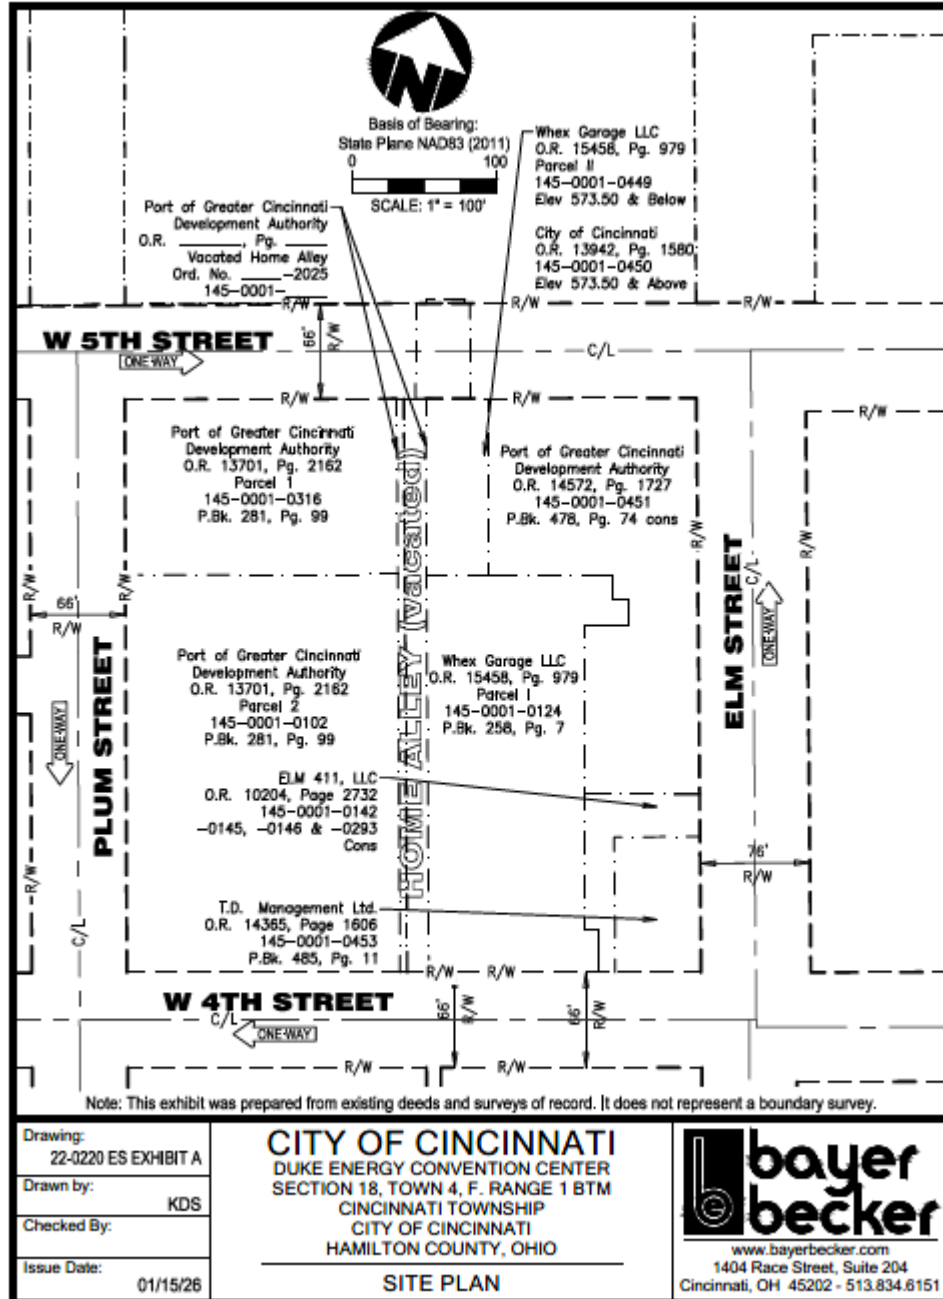 N
Basis of Bearing:
State Plane NAD83 (2011)
0 100
SCALE: 1" = 100'
Whex Garage LLC
O.R. 15458, Pg. 979
Parcel II
145-0001-0449
Elev 573.50 & Below
City of Cincinnati
O.R. 13942, Pg. 1580
145-0001-0450
Elev 573.50 & Above
Port of Greater Cincinnati
Development Authority
O.R. ______, Pg. ____
Vacated Home Alley
Ord. No. ____-2025
145-0001-
R/W
R/W
R/W
W 5TH STREET
66'
R/W
C/L
ONE-WAY
R/W
R/W
R/W
Port of Greater Cincinnati
Development Authority
O.R. 13701, Pg. 2162
Parcel 1
145-0001-0316
P.Bk. 281, Pg. 99
Port of Greater Cincinnati
Development Authority
O.R. 14572, Pg. 1727
145-0001-0451
P.Bk. 478, Pg. 74 cons
HOME ALLEY (vacated)
R/W
R/W
R/W
R/W
C/L
66'
R/W
ELM STREET
ONE-WAY
PLUM STREET
ONE-WAY
Port of Greater Cincinnati
Development Authority
O.R. 13701, Pg. 2162
Parcel 2
145-0001-0102
P.Bk. 281, Pg. 99
Whex Garage LLC
O.R. 15458, Pg. 979
Parcel I
145-0001-0124
P.Bk. 258, Pg. 7
ELM 411, LLC
O.R. 10204, Page 2732
145-0001-0142
-0145, -0146 & -0293
Cons
76'
R/W
R/W
R/W
R/W
C/L
T.D. Management Ltd.
O.R. 14365, Page 1606
145-0001-0453
P.Bk. 485, Pg. 11
R/W
R/W
W 4TH STREET
66'
R/W
66'
R/W
C/L
ONE-WAY
R/W
R/W
Note: This exhibit was prepared from existing deeds and surveys of record. It does not represent a boundary survey.
Drawing:
22-0220 ES EXHIBIT A
Drawn by:
KDS
Checked By:
Issue Date:
01/15/26
CITY OF CINCINNATI
DUKE ENERGY CONVENTION CENTER
SECTION 18, TOWN 4, F. RANGE 1 BTM
CINCINNATI TOWNSHIP
CITY OF CINCINNATI
HAMILTON COUNTY, OHIO
SITE PLAN
bayer
becker
www.bayerbecker.com
1404 Race Street, Suite 204
Cincinnati, OH 45202 - 513.834.6151